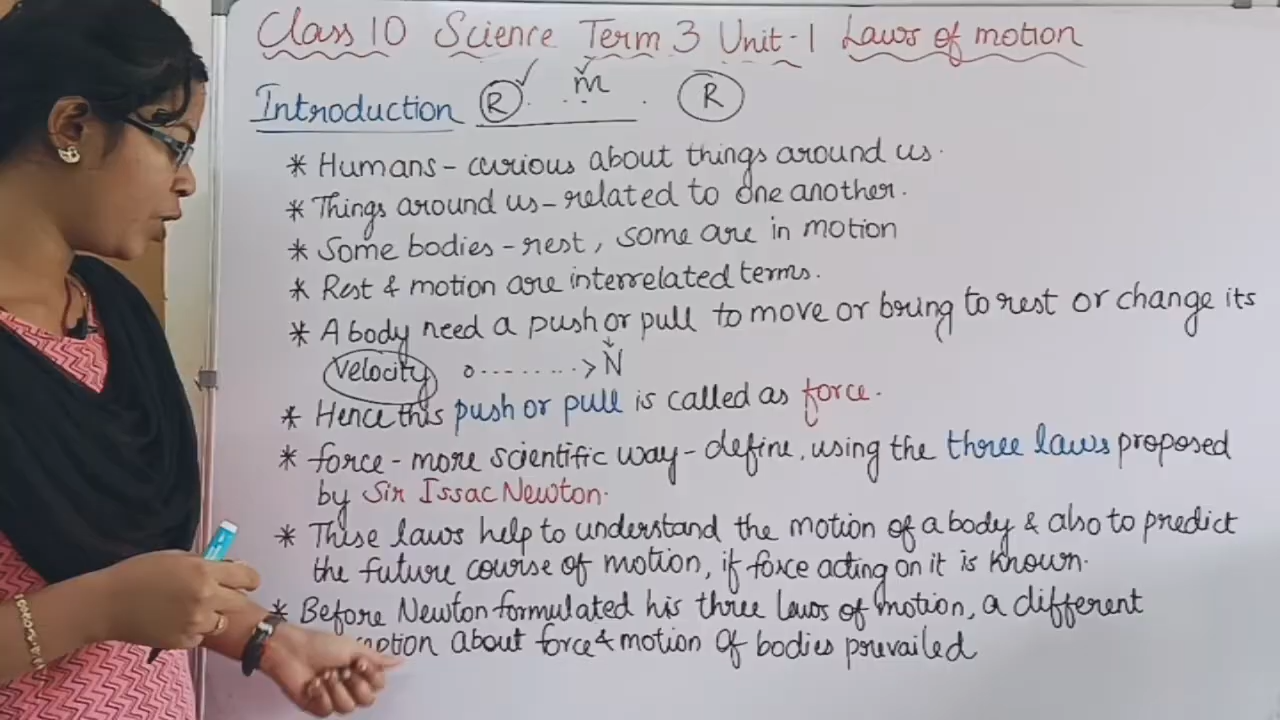 Class 10 Science Term 3 Unit-1 Laws of motion
Introduction R m R
* Humans - curious about things around us.
* Things around us - related to one another.
* Some bodies - rest, some are in motion
* Rest & motion are interrelated terms.
* A body need a push or pull to move or bring to rest or change its
velocity N
* Hence this push or pull is called as force.
* force - more scientific way - define, using the three laws proposed
by Sir Issac Newton.
* These laws help to understand the motion of a body & also to predict
the future course of motion, if force acting on it is known.
* Before Newton formulated his three laws of motion, a different
about force & motion of bodies prevailed